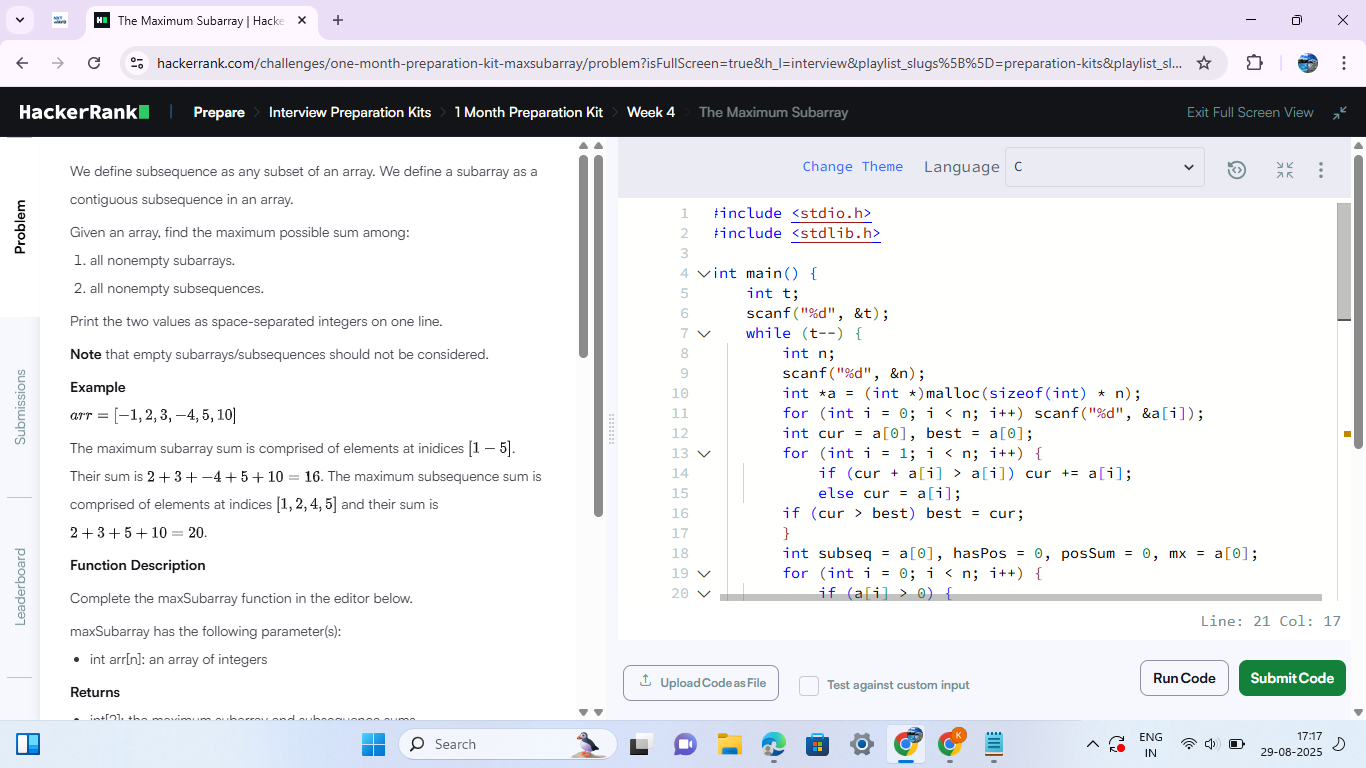 The Maximum Subarray | Hacke
hackerrank.com/challenges/one-month-preparation-kit-maxsubarray/problem?isFullScreen=true&h_l=interview&playlist_slugs%5B%5D=preparation-kits&playlist_sl...
HackerRank Prepare Interview Preparation Kits 1 Month Preparation Kit Week 4 The Maximum Subarray Exit Full Screen View
Problem
Submissions
Leaderboard
We define subsequence as any subset of an array. We define a subarray as a
contiguous subsequence in an array.
Given an array, find the maximum possible sum among:
1. all nonempty subarrays.
2. all nonempty subsequences.
Print the two values as space-separated integers on one line.
Note that empty subarrays/subsequences should not be considered.
Example
arr = [−1, 2, 3, −4, 5, 10]
The maximum subarray sum is comprised of elements at inidices [1 − 5].
Their sum is 2 + 3 + −4 + 5 + 10 = 16. The maximum subsequence sum is
comprised of elements at indices [1, 2, 4, 5] and their sum is
2 + 3 + 5 + 10 = 20.
Function Description
Complete the maxSubarray function in the editor below.
maxSubarray has the following parameter(s):
• int arr[n]: an array of integers
Returns
• int[2]: the maximum subarray and subsequence sums
Change Theme Language C
1 #include <stdio.h>
2 #include <stdlib.h>
3
4 int main() {
5 int t;
6 scanf("%d", &t);
7 while (t--) {
8 int n;
9 scanf("%d", &n);
10 int *a = (int *)malloc(sizeof(int) * n);
11 for (int i = 0; i < n; i++) scanf("%d", &a[i]);
12 int cur = a[0], best = a[0];
13 for (int i = 1; i < n; i++) {
14 if (cur + a[i] > a[i]) cur += a[i];
15 else cur = a[i];
16 if (cur > best) best = cur;
17 }
18 int subseq = a[0], hasPos = 0, posSum = 0, mx = a[0];
19 for (int i = 0; i < n; i++) {
20 if (a[i] > 0) {
Line: 21 Col: 17
Upload Code as File Test against custom input Run Code Submit Code
Search
K
ENG
IN
17:17
29-08-2025